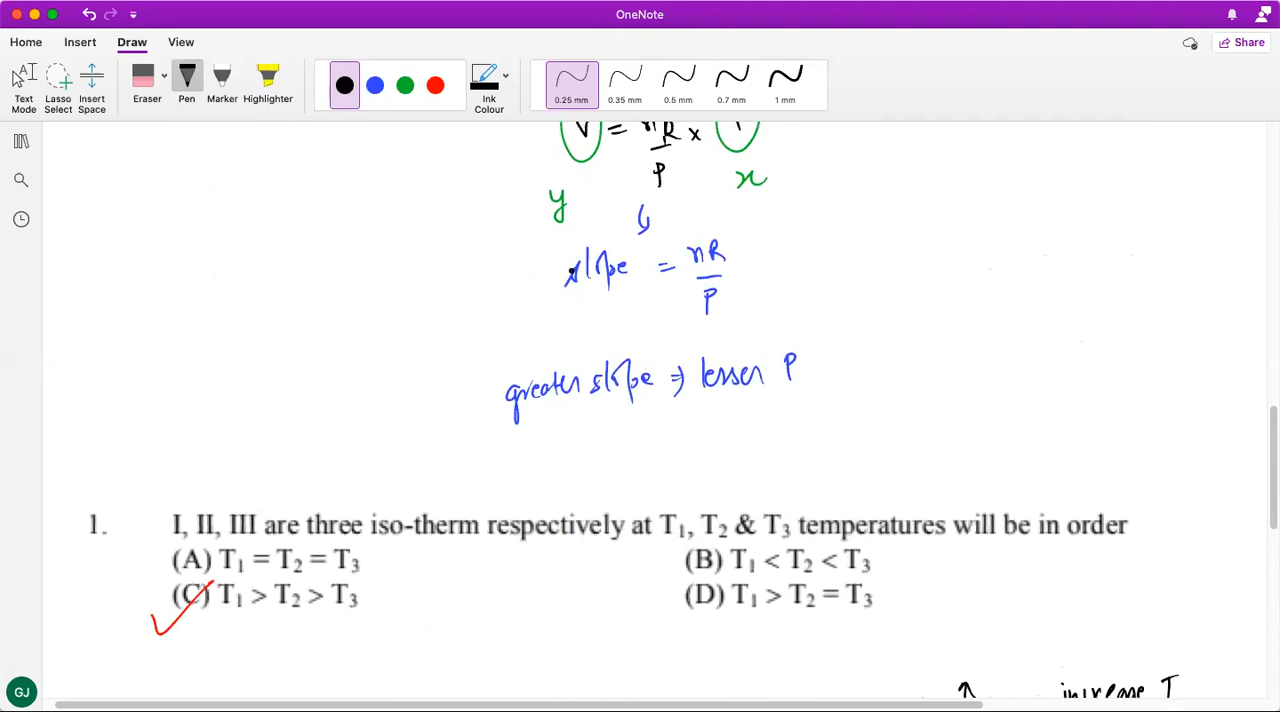 OneNote
Home Insert Draw View
Share
Text Mode
Lasso Select
Insert Space
Eraser
Pen
Marker
Highlighter
Ink Colour
0.25 mm
0.35 mm
0.5 mm
0.7 mm
1 mm
V = nR/P × T
y
x
slope = nR/P
greater slope ⇒ lesser P
1. I, II, III are three iso-therm respectively at T₁, T₂ & T₃ temperatures will be in order
(A) T₁ = T₂ = T₃ (B) T₁ < T₂ < T₃
(C) T₁ > T₂ > T₃ (D) T₁ > T₂ = T₃
↑ increase T
GJ